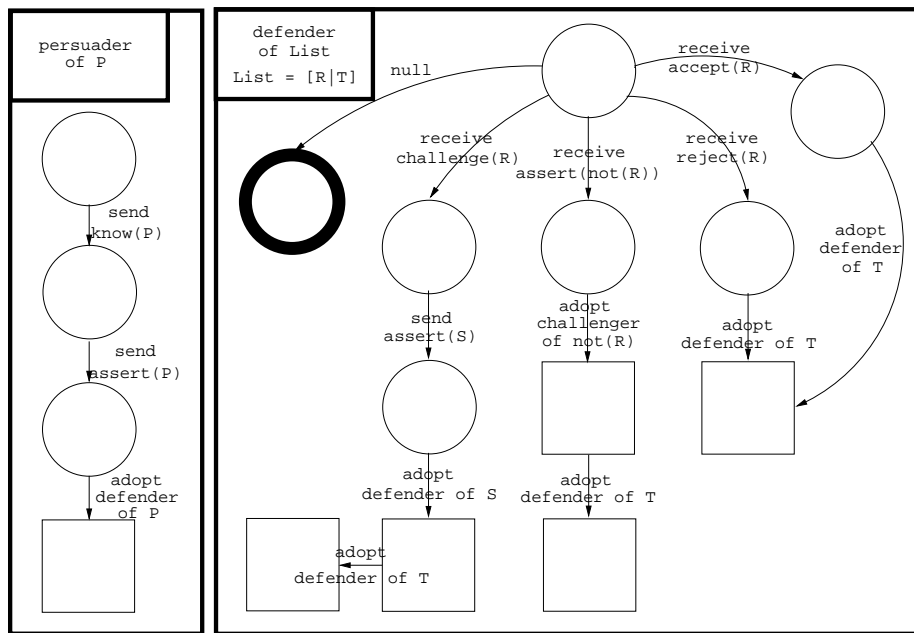 persuader
of P
send
know(P)
send
assert(P)
adopt
defender
of P
defender
of List
List = [R|T]
null
receive
accept(R)
receive
challenge(R)
receive
assert(not(R))
receive
reject(R)
adopt
defender
of T
send
assert(S)
adopt
challenger
of not(R)
adopt
defender of T
adopt
defender of S
adopt
defender of T
adopt
defender of T